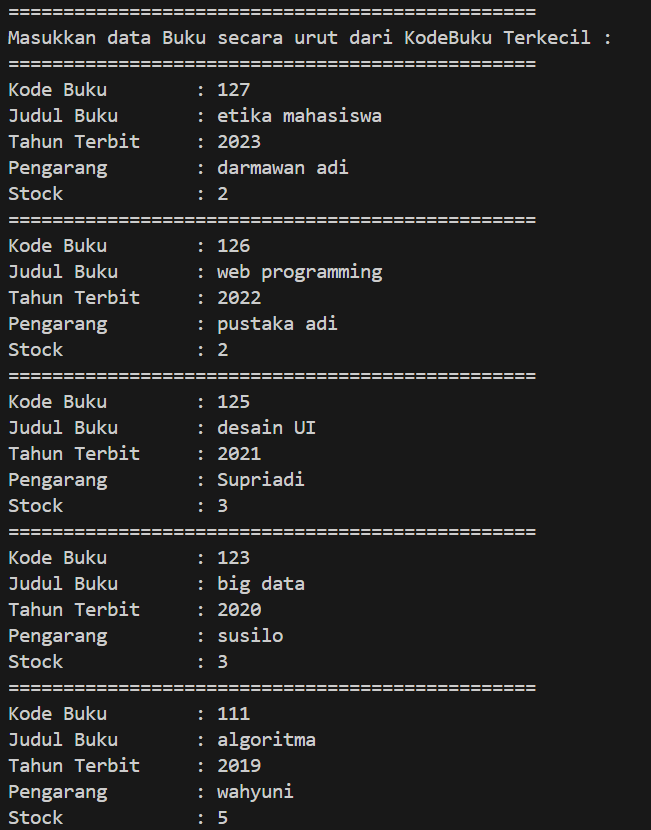 ================================================
Masukkan data Buku secara urut dari KodeBuku Terkecil :
================================================
Kode Buku        : 127
Judul Buku       : etika mahasiswa
Tahun Terbit     : 2023
Pengarang        : darmawan adi
Stock            : 2
================================================
Kode Buku        : 126
Judul Buku       : web programming
Tahun Terbit     : 2022
Pengarang        : pustaka adi
Stock            : 2
================================================
Kode Buku        : 125
Judul Buku       : desain UI
Tahun Terbit     : 2021
Pengarang        : Supriadi
Stock            : 3
================================================
Kode Buku        : 123
Judul Buku       : big data
Tahun Terbit     : 2020
Pengarang        : susilo
Stock            : 3
================================================
Kode Buku        : 111
Judul Buku       : algoritma
Tahun Terbit     : 2019
Pengarang        : wahyuni
Stock            : 5